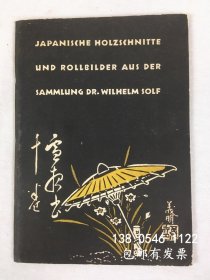 JAPANISCHE HOLZSCHNITTE
UND ROLLBILDER AUS DER
SAMMLUNG DR. WILHELM SOLF
138 0546 1122
包邮有发票